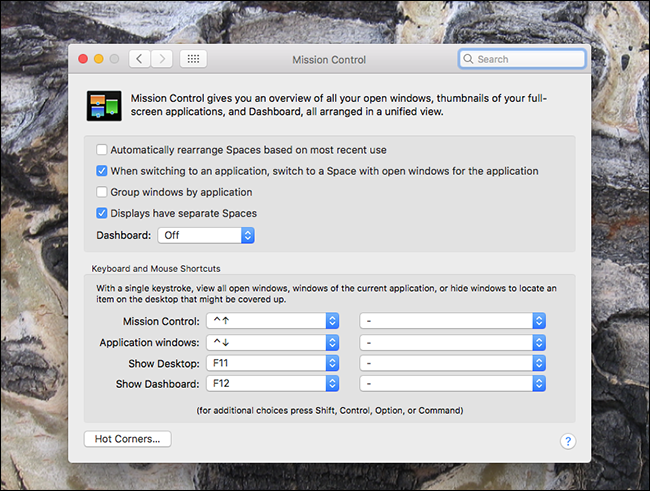 Mission Control
Search
Mission Control gives you an overview of all your open windows, thumbnails of your full-
screen applications, and Dashboard, all arranged in a unified view.
Automatically rearrange Spaces based on most recent use
When switching to an application, switch to a Space with open windows for the application
Group windows by application
Displays have separate Spaces
Dashboard: Off
Keyboard and Mouse Shortcuts
With a single keystroke, view all open windows, windows of the current application, or hide windows to locate an
item on the desktop that might be covered up.
Mission Control: ^↑ -
Application windows: ^↓ -
Show Desktop: F11 -
Show Dashboard: F12 -
(for additional choices press Shift, Control, Option, or Command)
Hot Corners... ?